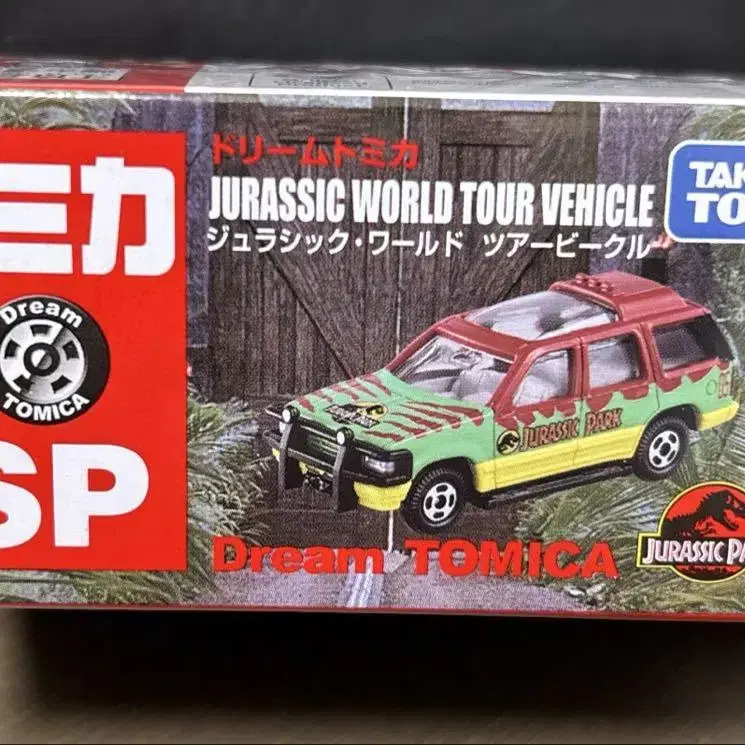 ミカ
Dream
TOMICA
SP
ドリームトミカ
JURASSIC WORLD TOUR VEHICLE
ジュラシック・ワールド ツアービークル
TAK
TO
JURASSIC PARK
Dream TOMICA
JURASSIC PA